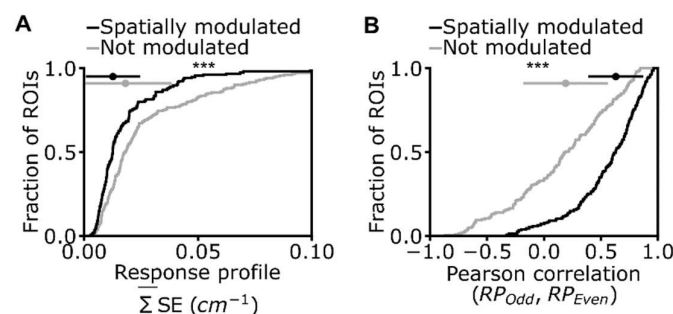 A
Spatially modulated
Not modulated
***
1.0
0.5
0.0
Fraction of ROIs
0.00 0.05 0.10
Response profile
Σ SE (cm⁻¹)
B
Spatially modulated
Not modulated
***
1.0
0.5
0.0
Fraction of ROIs
−1.0 −0.5 0.0 0.5 1.0
Pearson correlation
(RP_Odd, RP_Even)